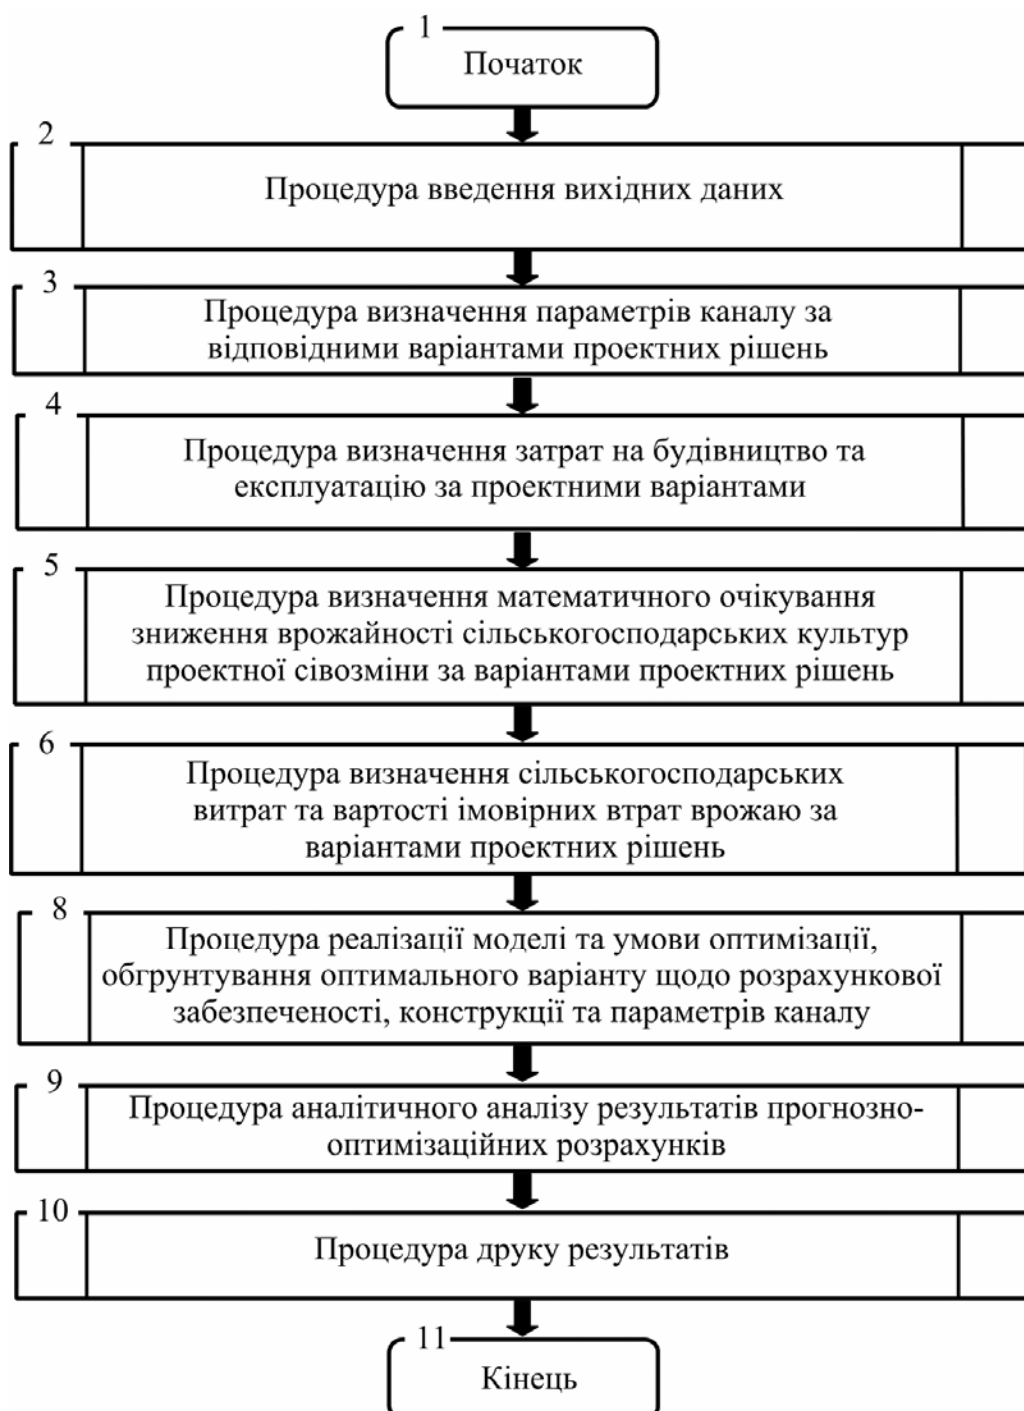 1
Початок
2
Процедура введення вихідних даних
3
Процедура визначення параметрів каналу за
відповідними варіантами проектних рішень
4
Процедура визначення затрат на будівництво та
експлуатацію за проектними варіантами
5
Процедура визначення математичного очікування
зниження врожайності сільськогосподарських культур
проектної сівозміни за варіантами проектних рішень
6
Процедура визначення сільськогосподарських
витрат та вартості імовірних втрат врожаю за
варіантами проектних рішень
8
Процедура реалізації моделі та умови оптимізації,
обгрунтування оптимального варіанту щодо розрахункової
забезпеченості, конструкції та параметрів каналу
9
Процедура аналітичного аналізу результатів прогнозно-
оптимізаційних розрахунків
10
Процедура друку результатів
11
Кінець